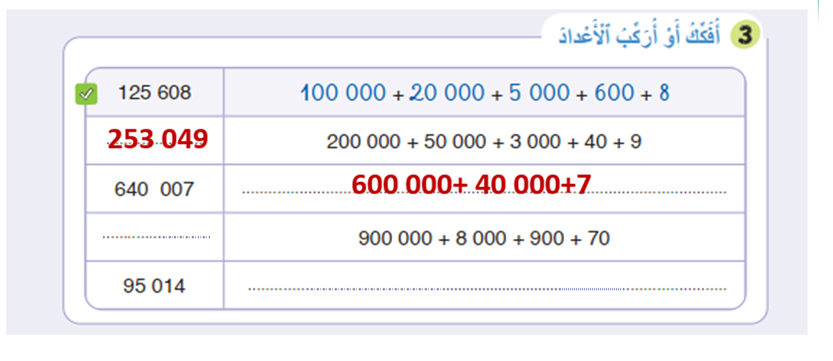 3 أُفَكِّكُ أَوْ أُرَكِّبُ ٱلْأَعْدادَ
125 608 100 000 + 20 000 + 5 000 + 600 + 8
253 049 200 000 + 50 000 + 3 000 + 40 + 9
640 007 600 000+ 40 000+7
900 000 + 8 000 + 900 + 70
95 014